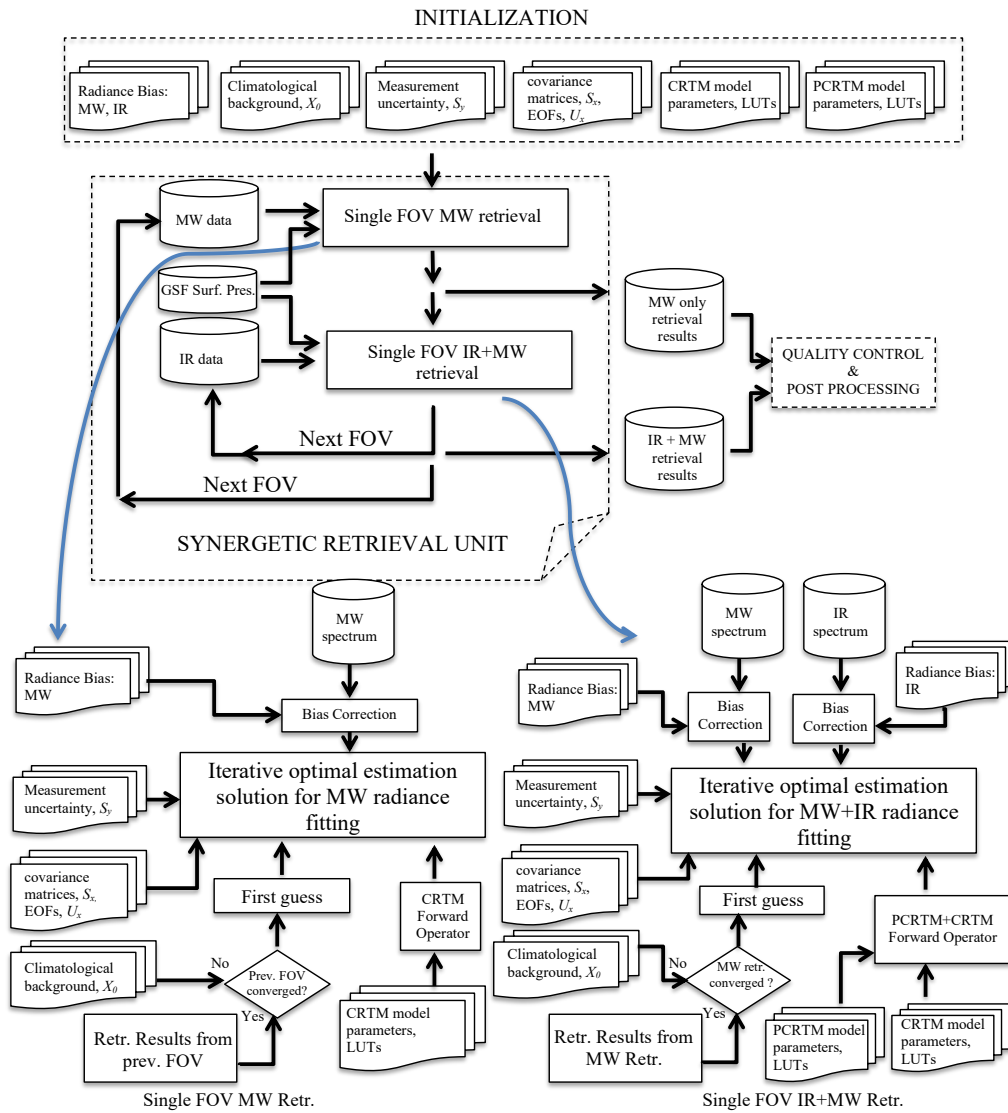 INITIALIZATION
Radiance Bias:
MW, IR
Climatological
background, X0
Measurement
uncertainty, Sy
covariance
matrices, Sx,
EOFs, Ux
CRTM model
parameters, LUTs
PCRTM model
parameters, LUTs
MW data
Single FOV MW retrieval
GSF Surf. Pres.
IR data
Single FOV IR+MW
retrieval
MW only
retrieval
results
QUALITY CONTROL
&
POST PROCESSING
Next FOV
IR + MW
retrieval
results
Next FOV
SYNERGETIC RETRIEVAL UNIT
MW
spectrum
Radiance Bias:
MW
Bias Correction
Iterative optimal estimation
solution for MW radiance
fitting
Measurement
uncertainty, Sy
covariance
matrices, Sx,
EOFs, Ux
First guess
CRTM
Forward
Operator
Climatological
background, X0
No
Prev. FOV
converged?
Yes
Retr. Results from
prev. FOV
CRTM model
parameters,
LUTs
Single FOV MW Retr.
MW
spectrum
IR
spectrum
Radiance Bias:
MW
Radiance Bias:
IR
Bias
Correction
Bias
Correction
Iterative optimal estimation
solution for MW+IR radiance
fitting
Measurement
uncertainty, Sy
covariance
matrices, Sx,
EOFs, Ux
First guess
PCRTM+CRTM
Forward Operator
Climatological
background, X0
No
MW retr.
converged ?
Yes
Retr. Results from
MW Retr.
PCRTM model
parameters,
LUTs
CRTM model
parameters,
LUTs
Single FOV IR+MW Retr.